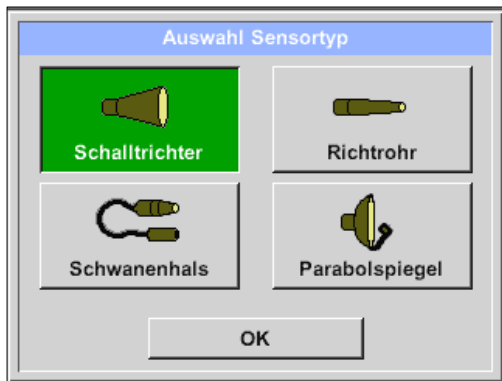 Auswahl Sensortyp
Schalltrichter
Richtrohr
Schwanenhals
Parabolspiegel
OK